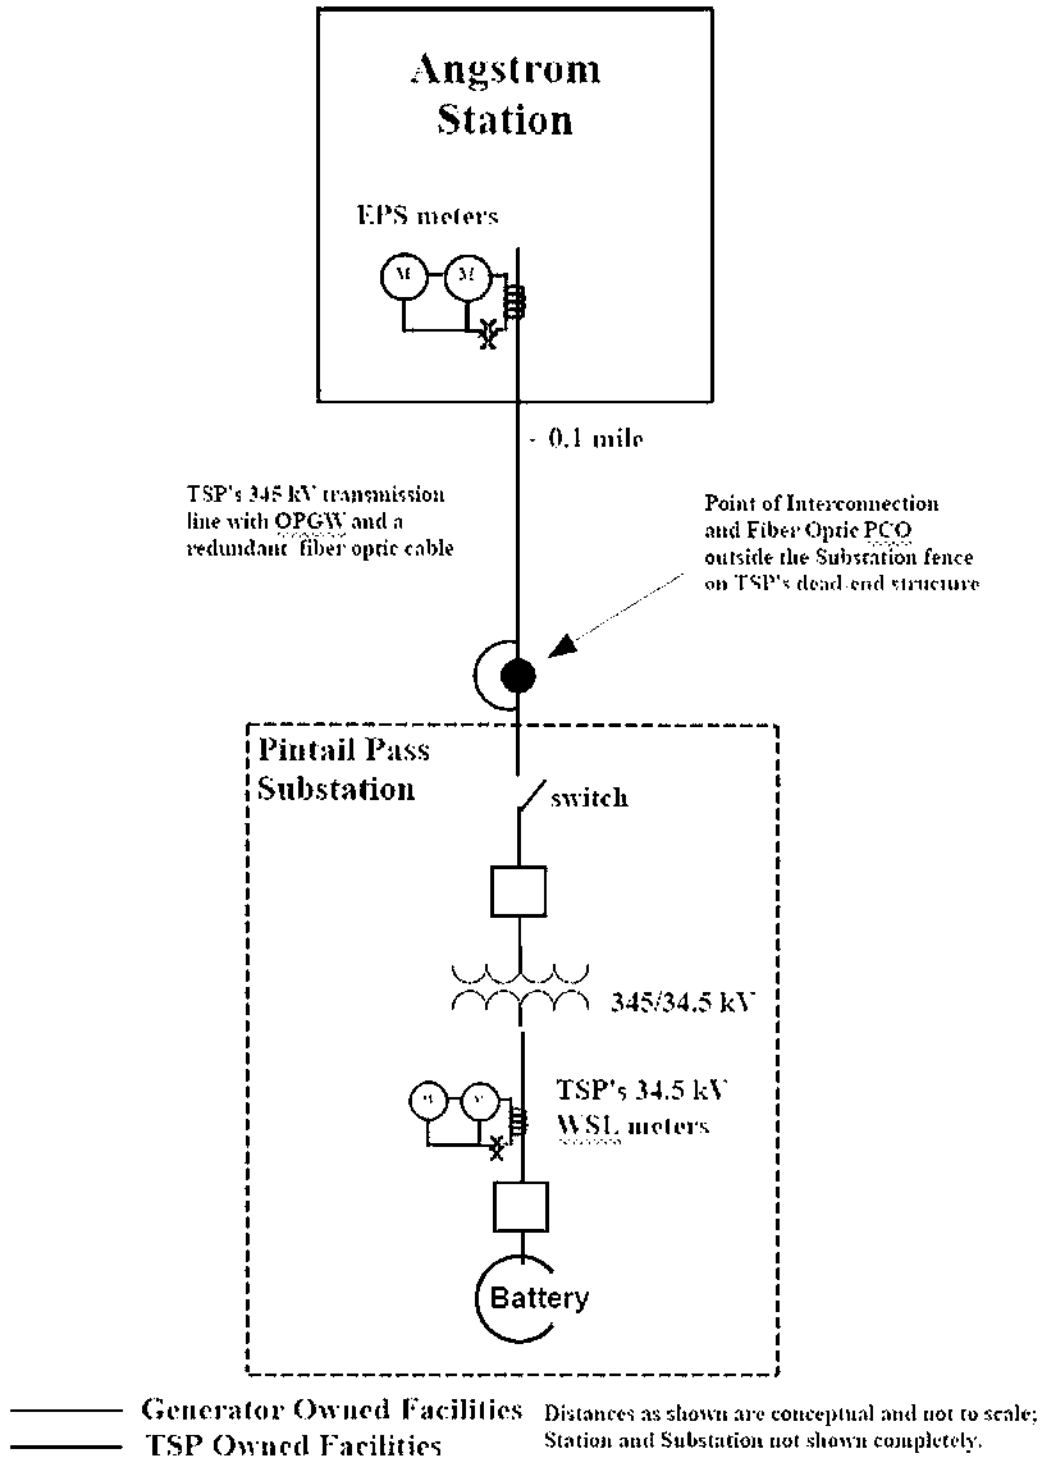 Angstrom
Station
EPS meters
M M
- 0.1 mile
TSP's 345 kV transmission
line with OPGW and a
redundant fiber optic cable
Point of Interconnection
and Fiber Optic PCO
outside the Substation fence
on TSP's dead-end structure
Pintail Pass
Substation
switch
345/34.5 kV
TSP's 34.5 kV
WSL meters
Battery
Generator Owned Facilities
TSP Owned Facilities
Distances as shown are conceptual and not to scale;
Station and Substation not shown completely.